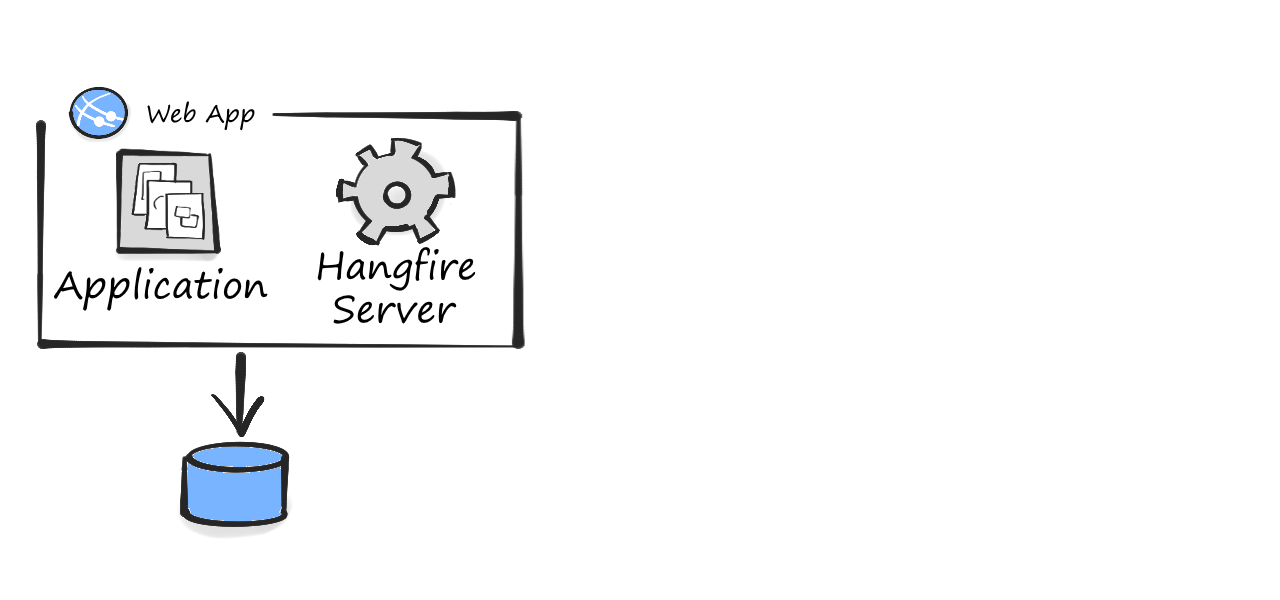 Web App
Application
Hangfire
Server